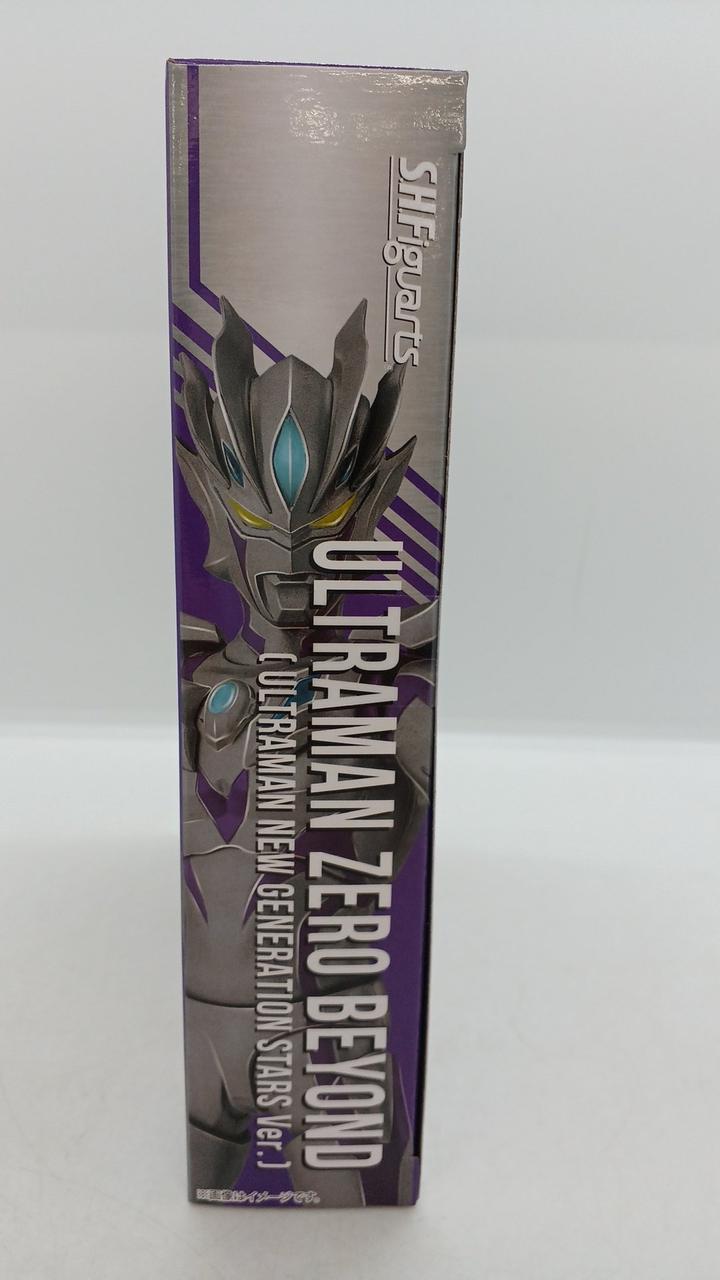 S.H.Figuarts
ULTRAMAN ZERO BEYOND
(ULTRAMAN NEW GENERATION STARS Ver.)
※画像はイメージです。